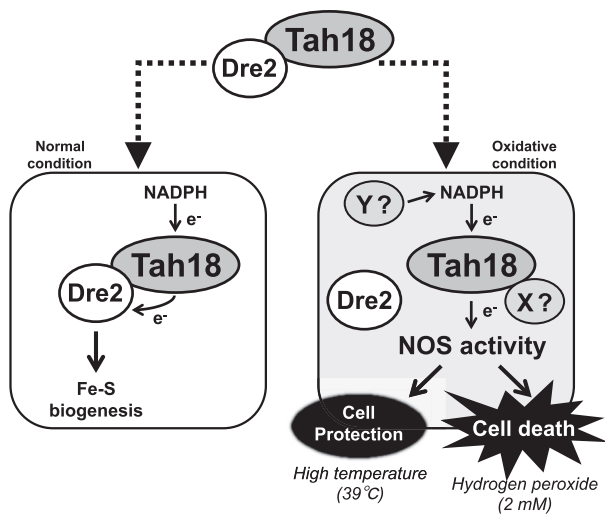 Tah18
Dre2
Normal
condition
NADPH
e-
Tah18
Dre2
e-
Fe-S
biogenesis
Oxidative
condition
Y ?
NADPH
e-
Tah18
Dre2
X ?
e-
NOS activity
Cell
Protection
Cell death
High temperature
(39℃)
Hydrogen peroxide
(2 mM)